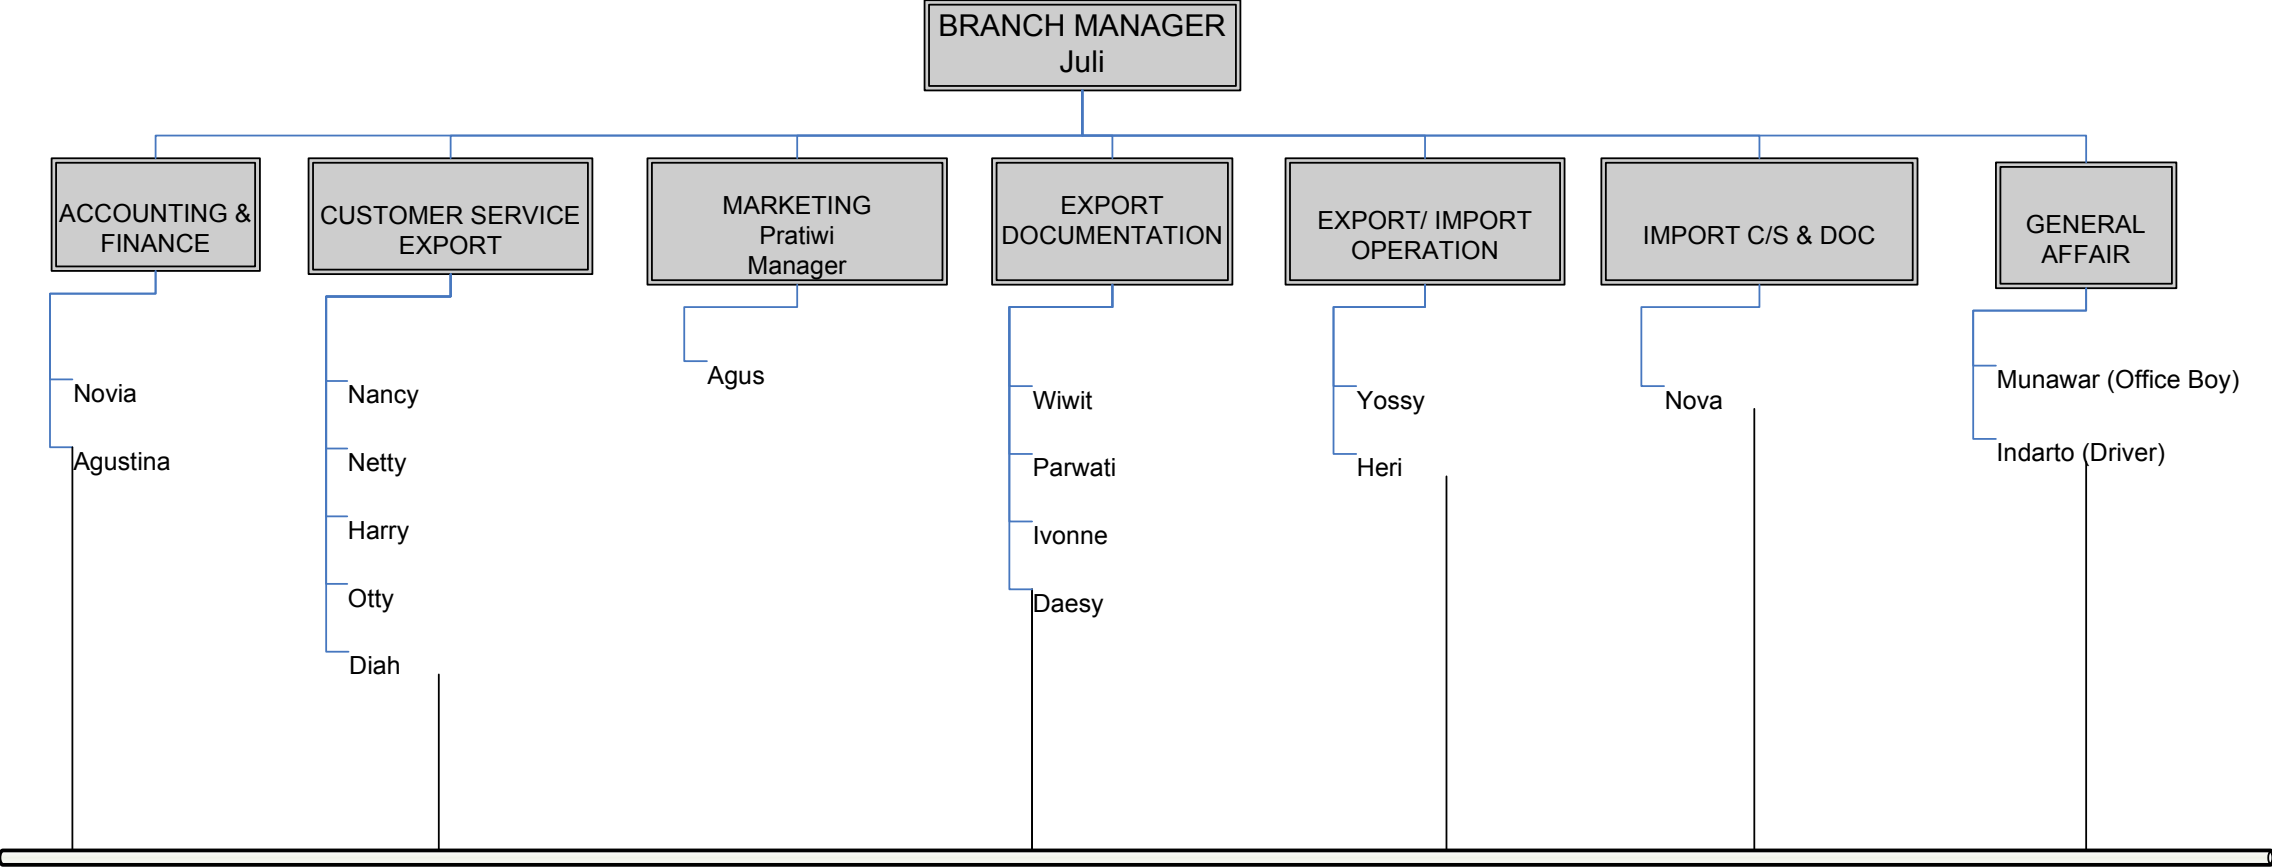 BRANCH MANAGER
Juli
ACCOUNTING &
FINANCE
CUSTOMER SERVICE
EXPORT
MARKETING
Pratiwi
Manager
EXPORT
DOCUMENTATION
EXPORT/ IMPORT
OPERATION
IMPORT C/S & DOC
GENERAL
AFFAIR
Novia
Agustina
Nancy
Netty
Harry
Otty
Diah
Agus
Wiwit
Parwati
Ivonne
Daesy
Yossy
Heri
Nova
Munawar (Office Boy)
Indarto (Driver)